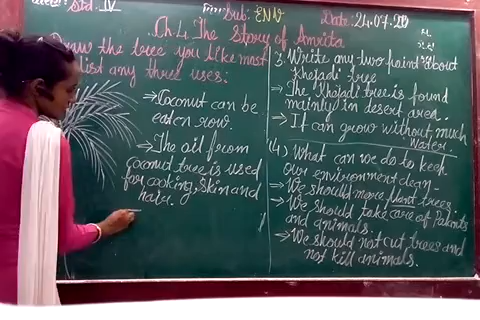 Std. IV
Sub: ENV
Date: 24.07.20
Ch.4 The Story of Amrita
Draw the tree you like most
list any three uses:
→ Coconut can be
eaten row.
→ The oil from
coconut tree is used
for cooking, skin and
hair.
3. Write any two point about
khejadi tree
→ The khejadi tree is found
mainly in desert area.
→ It can grow without much
water.
(4) What can we do to keep
our environment clean-
→ We should more plant trees.
→ We should take care of
and animals.
→ We should not cut trees and
not kill animals.